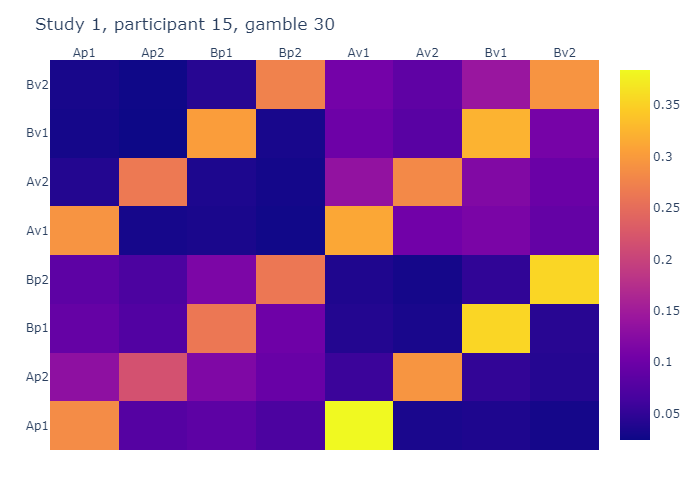 Study 1, participant 15, gamble 30
Ap1 Ap2 Bp1 Bp2 Av1 Av2 Bv1 Bv2
Bv2
Bv1
Av2
Av1
Bp2
Bp1
Ap2
Ap1
0.35
0.3
0.25
0.2
0.15
0.1
0.05